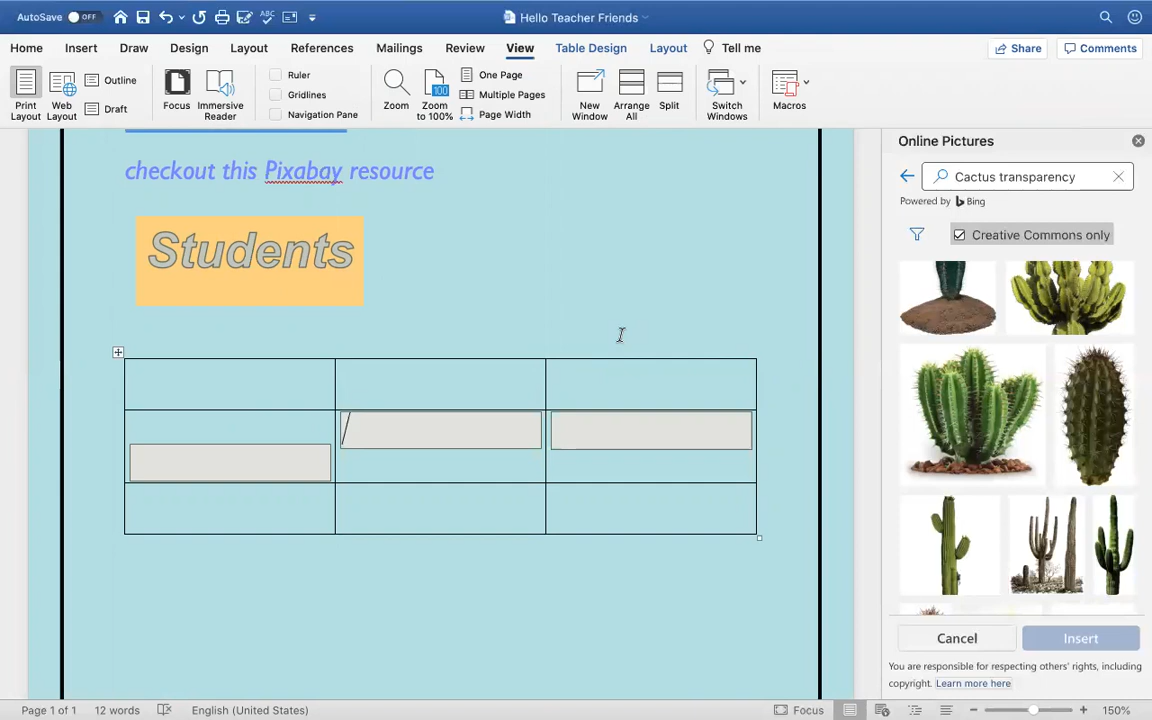 AutoSave OFF
Hello Teacher Friends
Home Insert Draw Design Layout References Mailings Review View Table Design Layout Tell me
Share Comments
Print Layout
Web Layout
Outline
Draft
Focus
Immersive Reader
Ruler
Gridlines
Navigation Pane
Zoom
Zoom to 100%
100
One Page
Multiple Pages
Page Width
New Window
Arrange All
Split
Switch Windows
Macros
checkout this Pixabay resource
Students
/
Online Pictures
Cactus transparency
Powered by Bing
Creative Commons only
Cancel
Insert
You are responsible for respecting others' rights, including
copyright. Learn more here
Page 1 of 1 12 words English (United States) Focus 150%